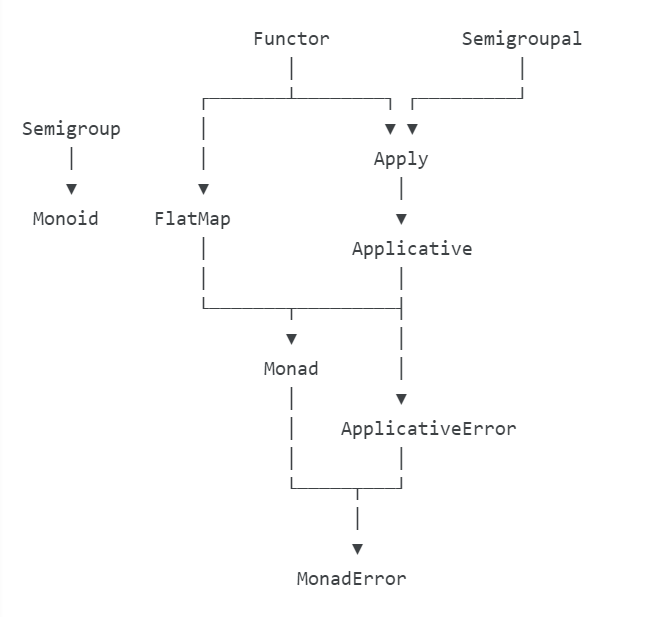 Functor Semigroupal
Semigroup
Apply
Monoid FlatMap
Applicative
Monad
ApplicativeError
MonadError